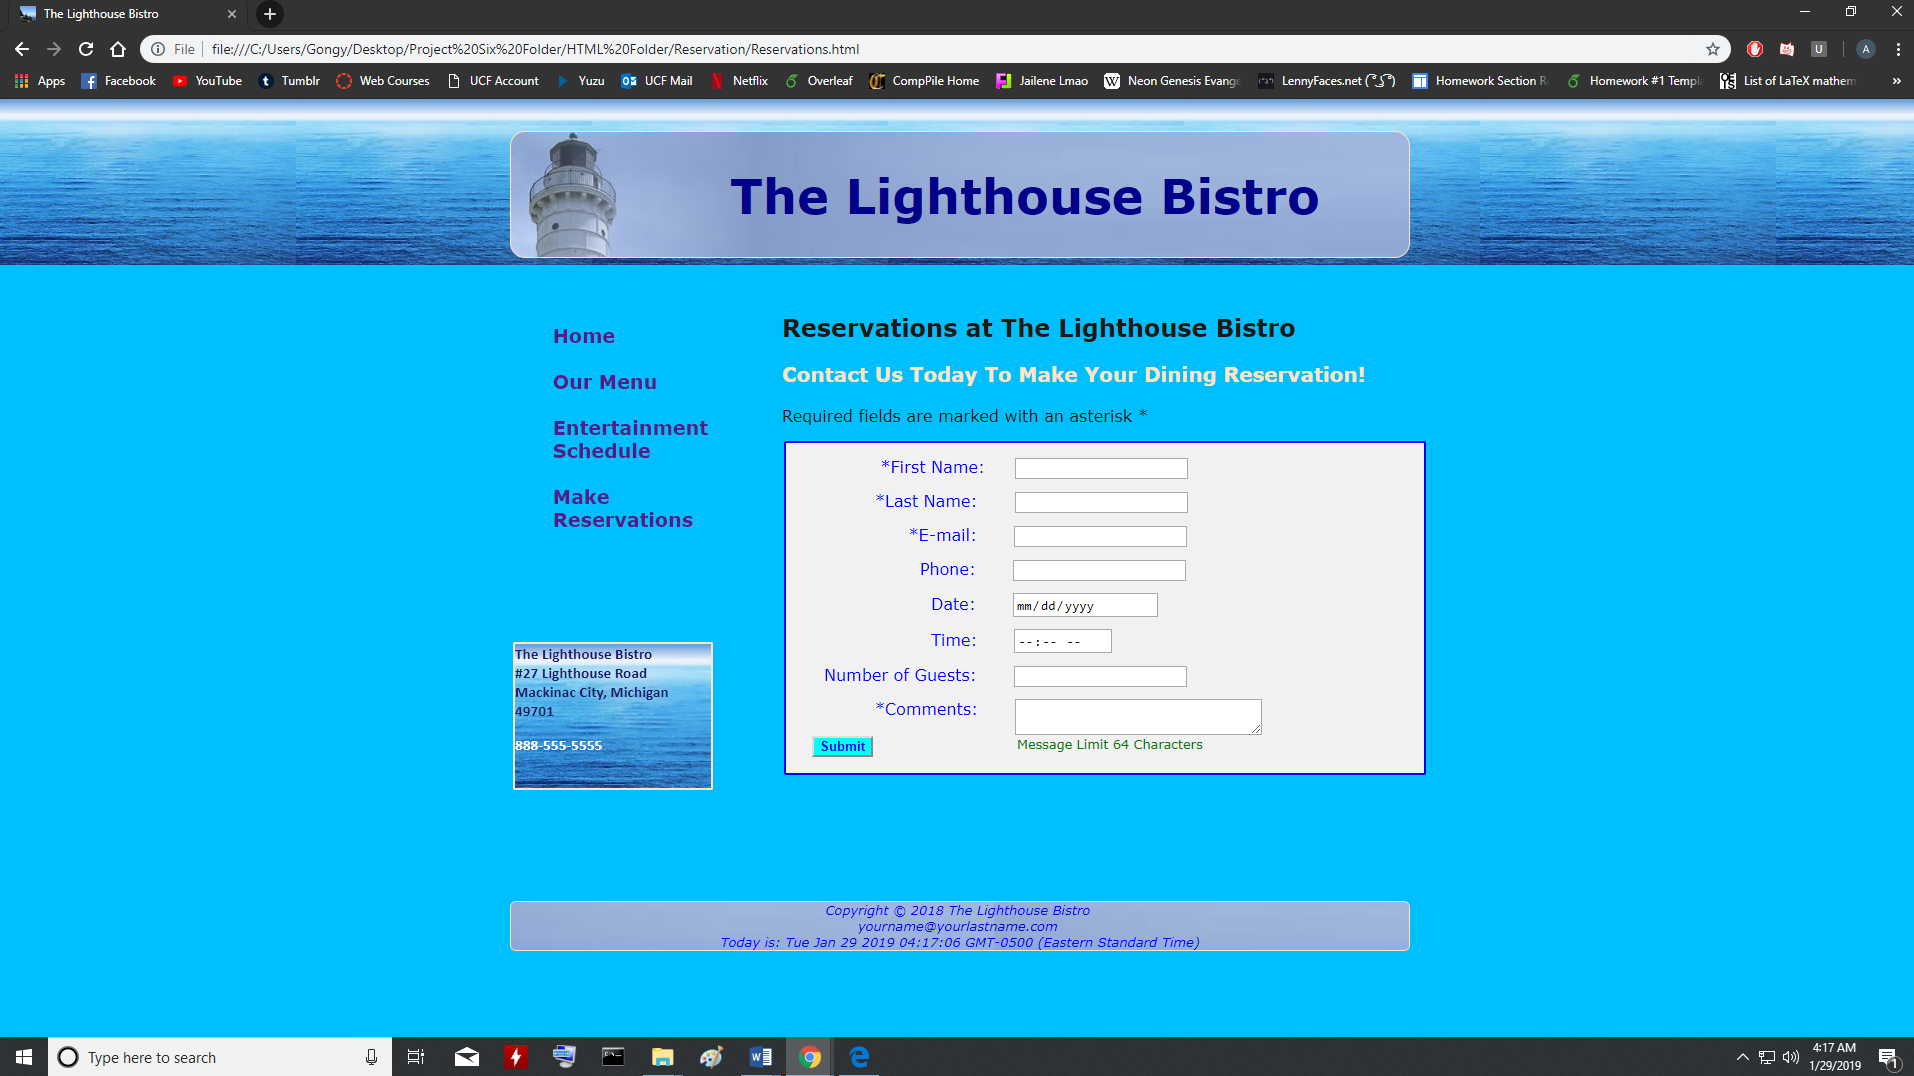 The Lighthouse Bistro
File
file:///C:/Users/Gongy/Desktop/Project%20Six%20Folder/HTML%20Folder/Reservation/Reservations.html
U
A
Apps
Facebook
YouTube
Tumblr
Web Courses
UCF Account
Yuzu
UCF Mail
Netflix
Overleaf
CompPile Home
Jailene Lmao
W
Neon Genesis Evange
LennyFaces.net ( ͡° ͜ʖ ͡°)
Homework Section R
Homework #1 Templ
List of LaTeX mathem
»
The Lighthouse Bistro
Home
Our Menu
Entertainment
Schedule
Make
Reservations
The Lighthouse Bistro
#27 Lighthouse Road
Mackinac City, Michigan
49701
888-555-5555
Reservations at The Lighthouse Bistro
Contact Us Today To Make Your Dining Reservation!
Required fields are marked with an asterisk *
*First Name:
*Last Name:
*E-mail:
Phone:
Date: mm/dd/yyyy
Time: --:-- --
Number of Guests:
*Comments:
Message Limit 64 Characters
Submit
Copyright © 2018 The Lighthouse Bistro
yourname@yourlastname.com
Today is: Tue Jan 29 2019 04:17:06 GMT-0500 (Eastern Standard Time)
Type here to search
4:17 AM
1/29/2019
1